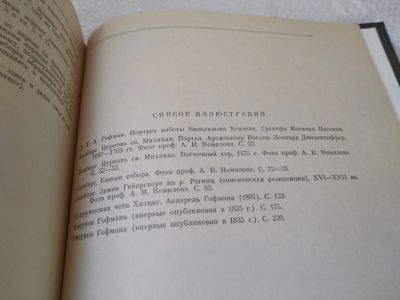 СПИСОК ИЛЛЮСТРАЦИЙ
Э. Т. А. Гофман. Портрет работы Вильгельма Хензеля. Гравюра Иоганна Пассини.
Бамберг. Церковь св. Михаила. Портал. Архитектор Иоганн Леонард Динценхоффер.
1697—1703 гг. Фото проф. А. Н. Немилова. С. 32.
Бамберг. Церковь св. Михаила. Восточный хор, 1475 г. Фото проф. А. Н. Немилова.
С. 32—33.
Бамберг. Башни собора. Фото проф. А. Н. Немилова. С. 32—33.
Бамберг. Замок Гейерсверт на р. Регниц (епископская резиденция), XVI—XVII вв.
Фото проф. А. Н. Немилова. С. 33.
Супружеская чета Хитциг. Акварель Гофмана (1807). С. 129.
Рисунок Гофмана (впервые опубликован в 1835 г.). С. 175.
Рисунок Гофмана (впервые опубликован в 1835 г.). С. 230.
здесь и далее